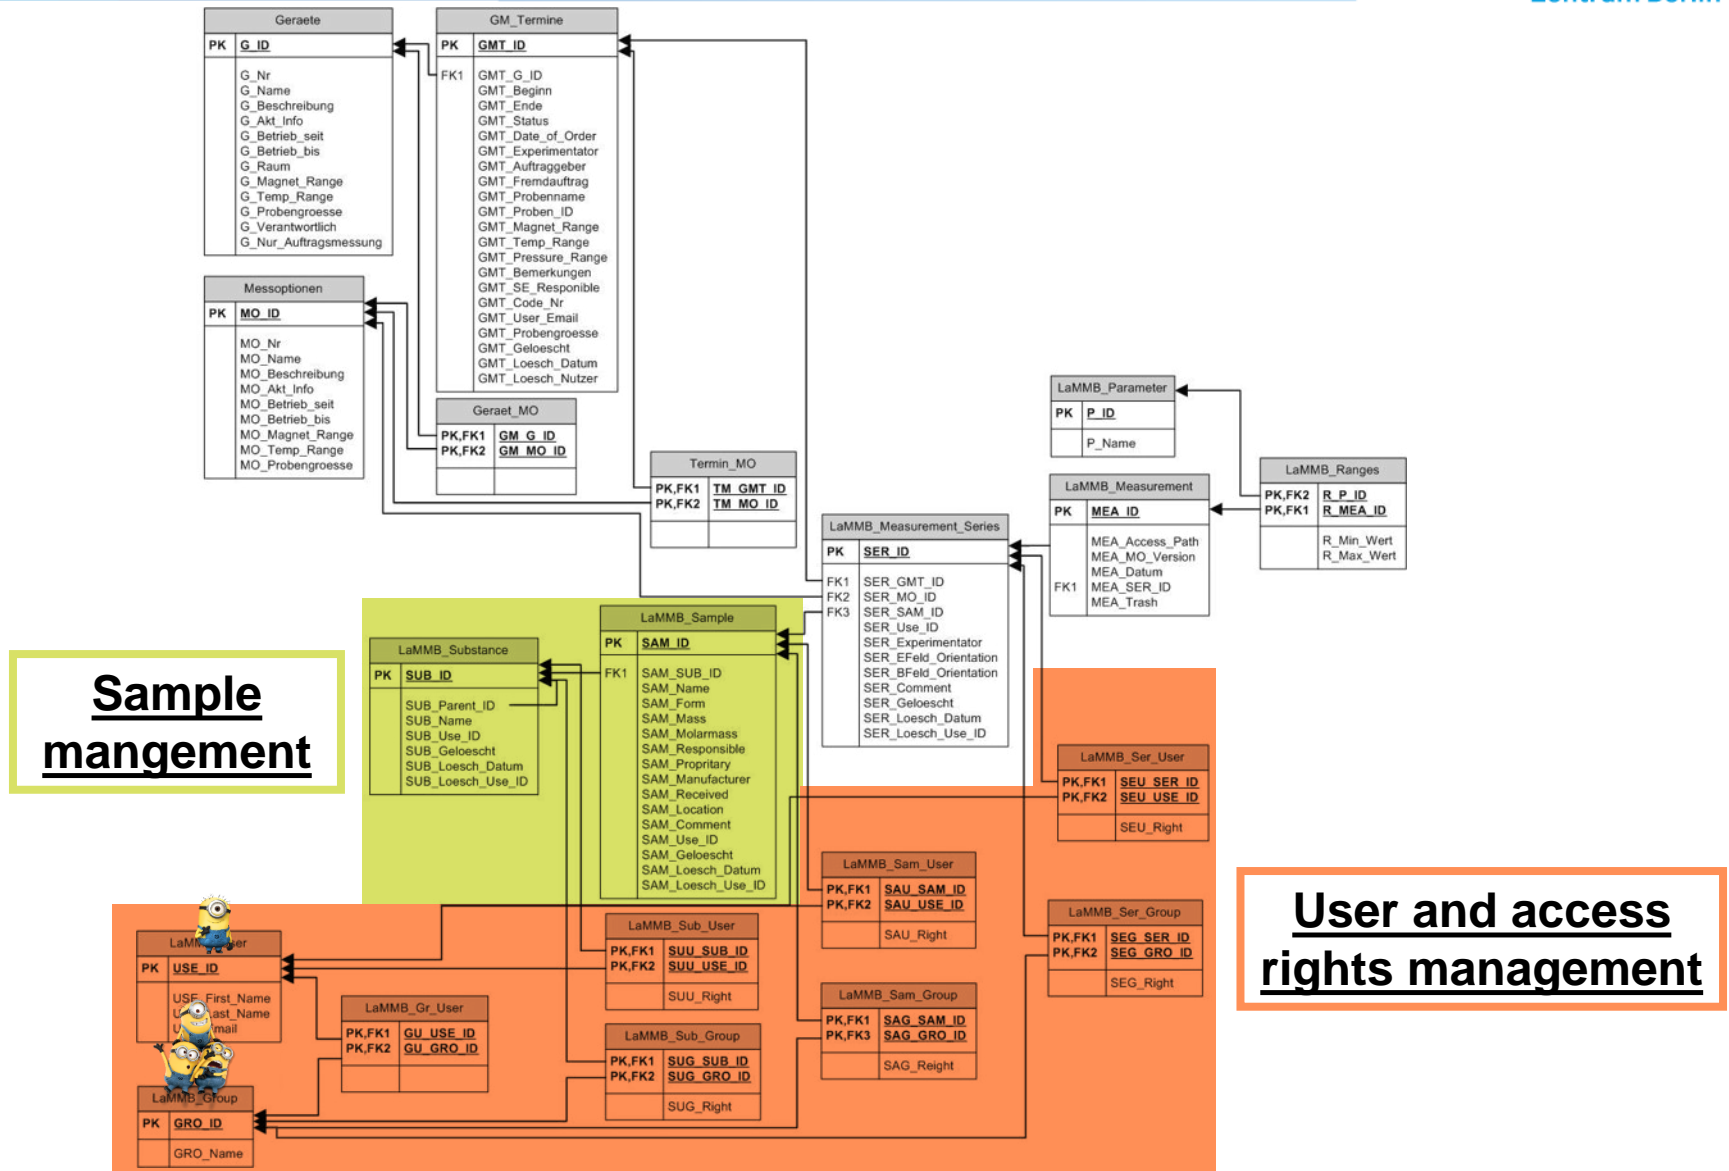 Zentrum Berlin
Geraete
PK G_ID
G_Nr
G_Name
G_Beschreibung
G_Akt_Info
G_Betrieb_seit
G_Betrieb_bis
G_Raum
G_Magnet_Range
G_Temp_Range
G_Probengroesse
G_Verantwortlich
G_Nur_Auftragsmessung
GM_Termine
PK GMT_ID
FK1 GMT_G_ID
GMT_Beginn
GMT_Ende
GMT_Status
GMT_Date_of_Order
GMT_Experimentator
GMT_Auftraggeber
GMT_Fremdauftrag
GMT_Probenname
GMT_Proben_ID
GMT_Magnet_Range
GMT_Temp_Range
GMT_Pressure_Range
GMT_Bemerkungen
GMT_SE_Responible
GMT_Code_Nr
GMT_User_Email
GMT_Probengroesse
GMT_Geloescht
GMT_Loesch_Datum
GMT_Loesch_Nutzer
Messoptionen
PK MO_ID
MO_Nr
MO_Name
MO_Beschreibung
MO_Akt_Info
MO_Betrieb_seit
MO_Betrieb_bis
MO_Magnet_Range
MO_Temp_Range
MO_Probengroesse
Geraet_MO
PK,FK1 GM_G_ID
PK,FK2 GM_MO_ID
Termin_MO
PK,FK1 TM_GMT_ID
PK,FK2 TM_MO_ID
LaMMB_Parameter
PK P_ID
P_Name
LaMMB_Ranges
PK,FK2 R_P_ID
PK,FK1 R_MEA_ID
R_Min_Wert
R_Max_Wert
LaMMB_Measurement
PK MEA_ID
MEA_Access_Path
MEA_MO_Version
MEA_Datum
FK1 MEA_SER_ID
MEA_Trash
LaMMB_Measurement_Series
PK SER_ID
FK1 SER_GMT_ID
FK2 SER_MO_ID
FK3 SER_SAM_ID
SER_Use_ID
SER_Experimentator
SER_EFeld_Orientation
SER_BFeld_Orientation
SER_Comment
SER_Geloescht
SER_Loesch_Datum
SER_Loesch_Use_ID
Sample
mangement
LaMMB_Substance
PK SUB_ID
SUB_Parent_ID
SUB_Name
SUB_Use_ID
SUB_Geloescht
SUB_Loesch_Datum
SUB_Loesch_Use_ID
LaMMB_Sample
PK SAM_ID
FK1 SAM_SUB_ID
SAM_Name
SAM_Form
SAM_Mass
SAM_Molarmass
SAM_Responsible
SAM_Propritary
SAM_Manufacturer
SAM_Received
SAM_Location
SAM_Comment
SAM_Use_ID
SAM_Geloescht
SAM_Loesch_Datum
SAM_Loesch_Use_ID
LaMMB_Ser_User
PK,FK1 SEU_SER_ID
PK,FK2 SEU_USE_ID
SEU_Right
LaMMB_Sam_User
PK,FK1 SAU_SAM_ID
PK,FK2 SAU_USE_ID
SAU_Right
LaMMB_Ser_Group
PK,FK1 SEG_SER_ID
PK,FK2 SEG_GRO_ID
SEG_Right
User and access
rights management
LaMMB_Sub_User
PK,FK1 SUU_SUB_ID
PK,FK2 SUU_USE_ID
SUU_Right
PK USE_ID
USE_First_Name
LaMMB_Gr_User
PK,FK1 GU_USE_ID
PK,FK2 GU_GRO_ID
LaMMB_Sub_Group
PK,FK1 SUG_SUB_ID
PK,FK2 SUG_GRO_ID
SUG_Right
LaMMB_Sam_Group
PK,FK1 SAG_SAM_ID
PK,FK3 SAG_GRO_ID
SAG_Reight
LaMMB_Group
PK GRO_ID
GRO_Name